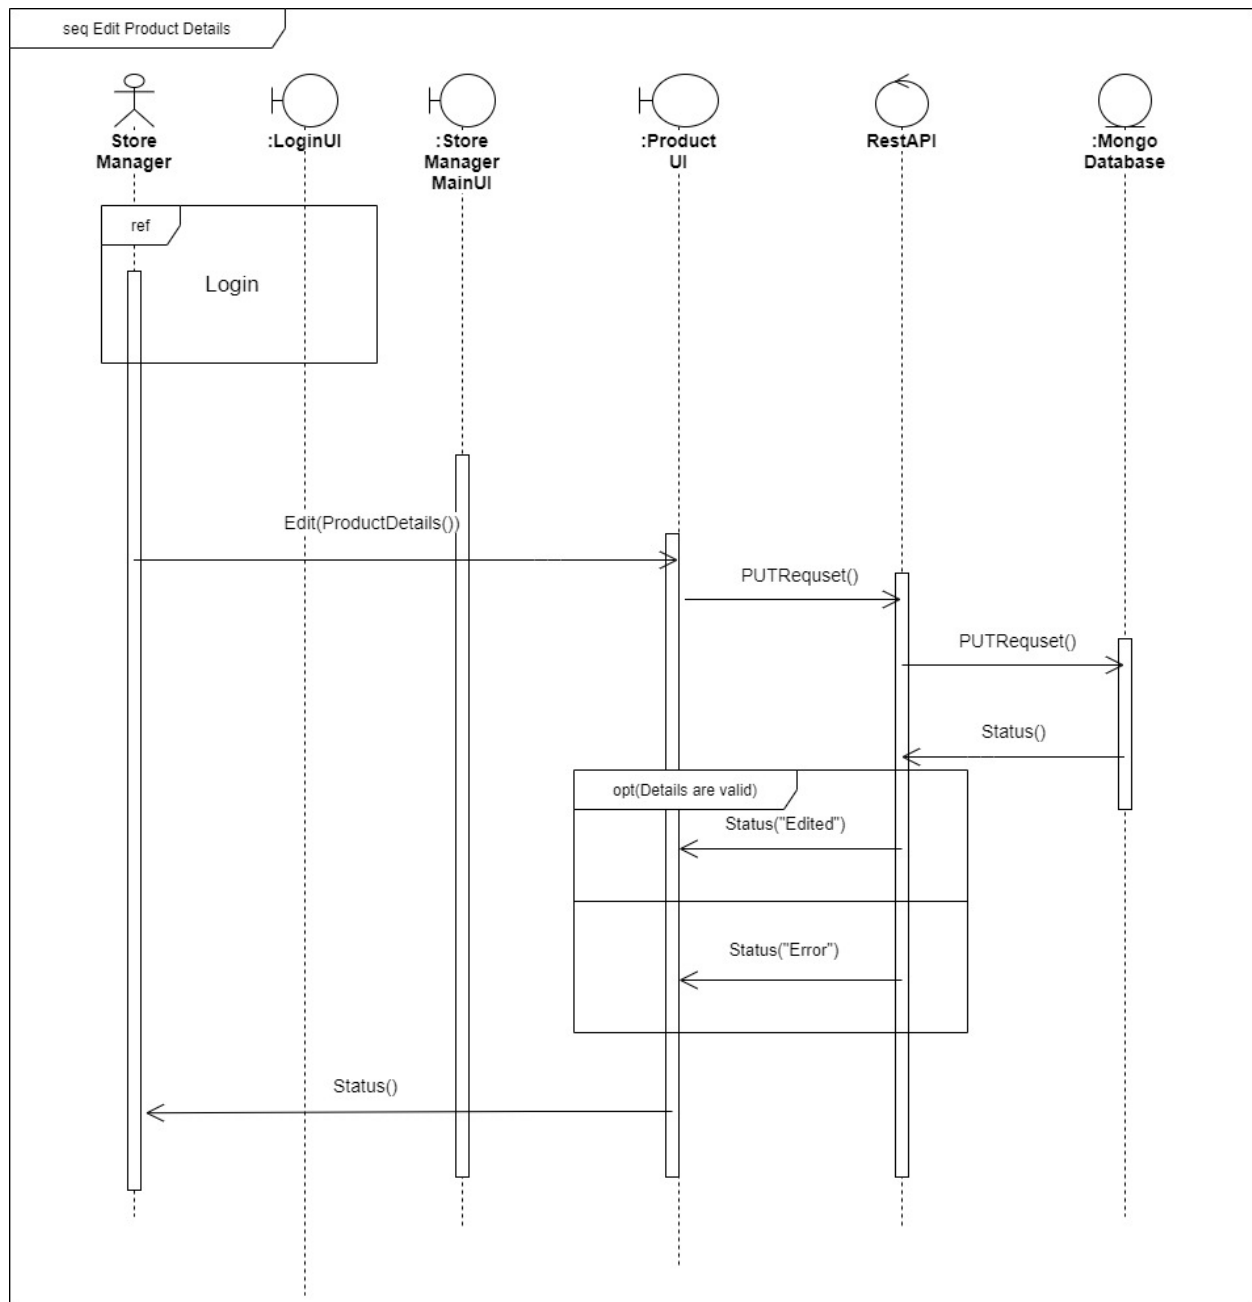 seq Edit Product Details
Store
Manager
:LoginUI
:Store
Manager
MainUI
:Product
UI
RestAPI
:Mongo
Database
ref
Login
Edit(ProductDetails())
PUTRequset()
PUTRequset()
Status()
opt(Details are valid)
Status("Edited")
Status("Error")
Status()